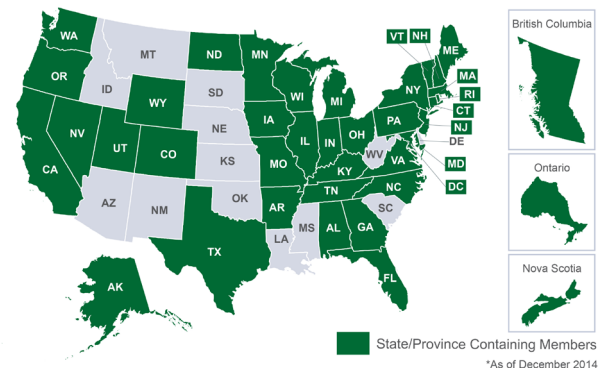 British Columbia
VT NH
WA
ME
MT
ND
MN
OR
ID
SD
WI
MI
NY
MA
RI
WY
CT
IA
PA
NJ
NE
OH
DE
NV
UT
CO
IL
IN
WV
MD
KS
MO
KY
VA
DC
CA
Ontario
TN
NC
OK
AR
AZ
NM
SC
MS
AL
GA
LA
TX
Nova Scotia
FL
AK
State/Province Containing Members
*As of December 2014